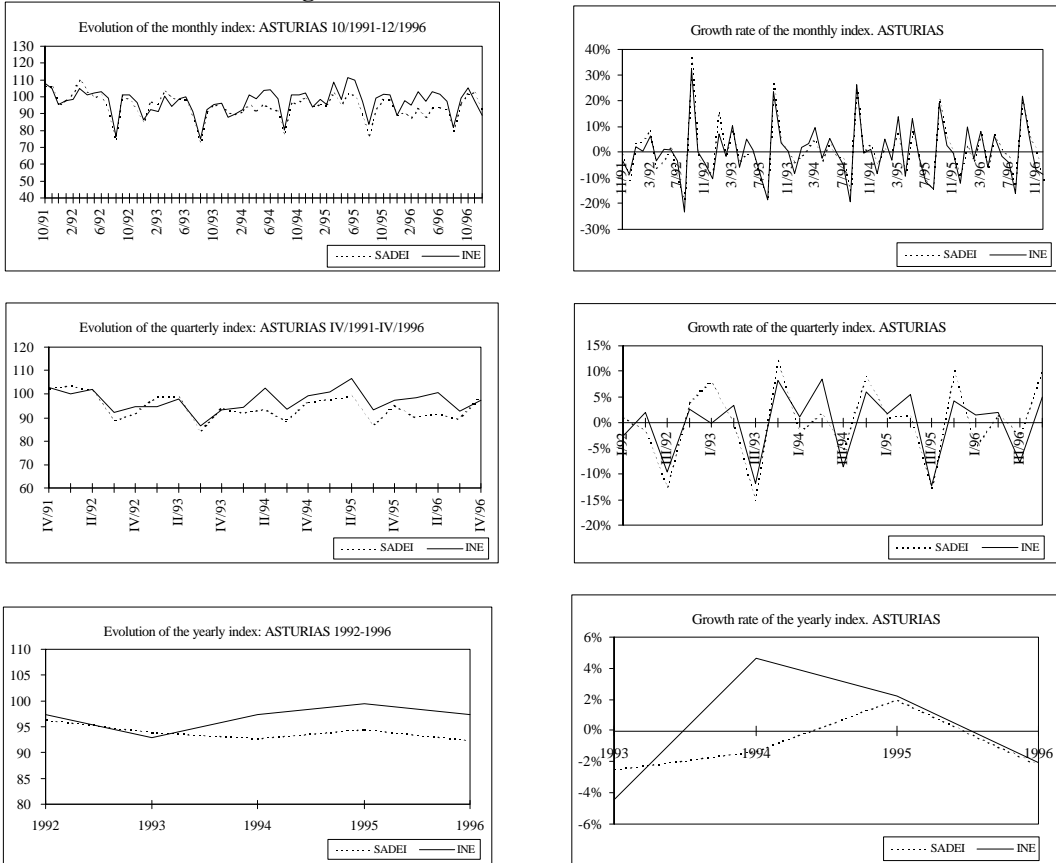 Evolution of the monthly index: ASTURIAS 10/1991-12/1996
130
120
110
100
90
80
70
60
50
40
10/91 2/92 6/92 10/92 2/93 6/93 10/93 2/94 6/94 10/94 2/95 6/95 10/95 2/96 6/96 10/96
SADEI INE
Growth rate of the monthly index. ASTURIAS
40%
30%
20%
10%
0%
-10%
-20%
-30%
11/91 3/92 7/92 11/92 3/93 7/93 11/93 3/94 7/94 11/94 3/95 7/95 11/95 3/96 7/96 11/96
SADEI INE
Evolution of the quarterly index: ASTURIAS IV/1991-IV/1996
120
110
100
90
80
70
60
IV/91 II/92 IV/92 II/93 IV/93 II/94 IV/94 II/95 IV/95 II/96 IV/96
SADEI INE
Growth rate of the quarterly index. ASTURIAS
15%
10%
5%
0%
-5%
-10%
-15%
-20%
I/92 III/92 I/93 III/93 I/94 III/94 I/95 III/95 I/96 III/96
SADEI INE
Evolution of the yearly index: ASTURIAS 1992-1996
110
105
100
95
90
85
80
1992 1993 1994 1995 1996
SADEI INE
Growth rate of the yearly index. ASTURIAS
6%
4%
2%
0%
-2%
-4%
-6%
1993 1994 1995 1996
SADEI INE